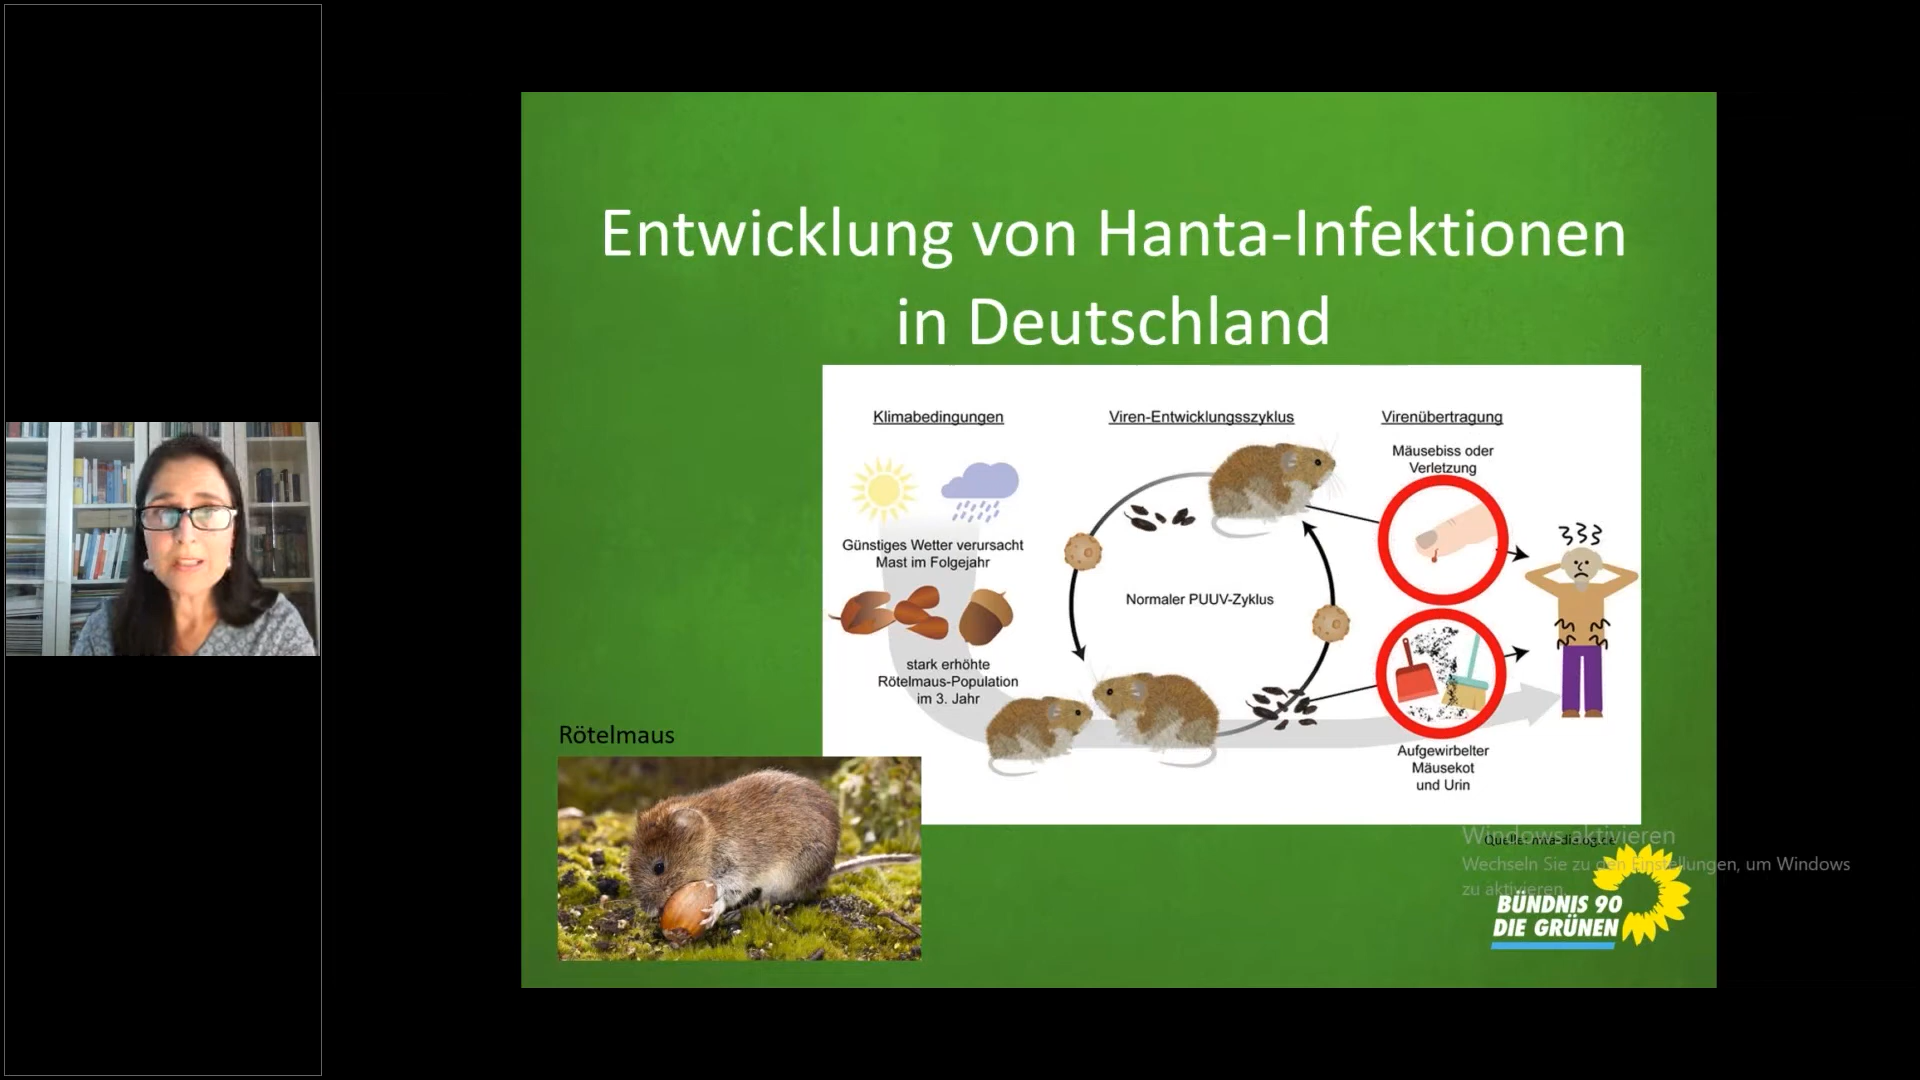 Entwicklung von Hanta-Infektionen
in Deutschland
Klimabedingungen
Günstiges Wetter verursacht
Mast im Folgejahr
stark erhöhte
Rötelmaus-Population
im 3. Jahr
Viren-Entwicklungsszyklus
Normaler PUUV-Zyklus
Virenübertragung
Mäusebiss oder
Verletzung
Aufgewirbelter
Mäusekot
und Urin
Rötelmaus
Quelle:
Windows aktivieren
Wechseln Sie zu den Einstellungen, um Windows
zu aktivieren.
BÜNDNIS 90
DIE GRÜNEN